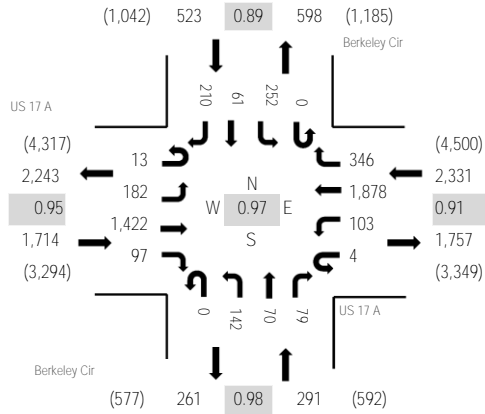 (1,042) 523 0.89 598 (1,185)
Berkeley Cir
210 61 252 0
US 17 A
(4,317)
2,243
0.95
1,714
(3,294)
13
182
1,422
97
N
W 0.97 E
S
346
1,878
103
4
(4,500)
2,331
0.91
1,757
(3,349)
0 142 70 79
US 17 A
Berkeley Cir
(577) 261 0.98 291 (592)